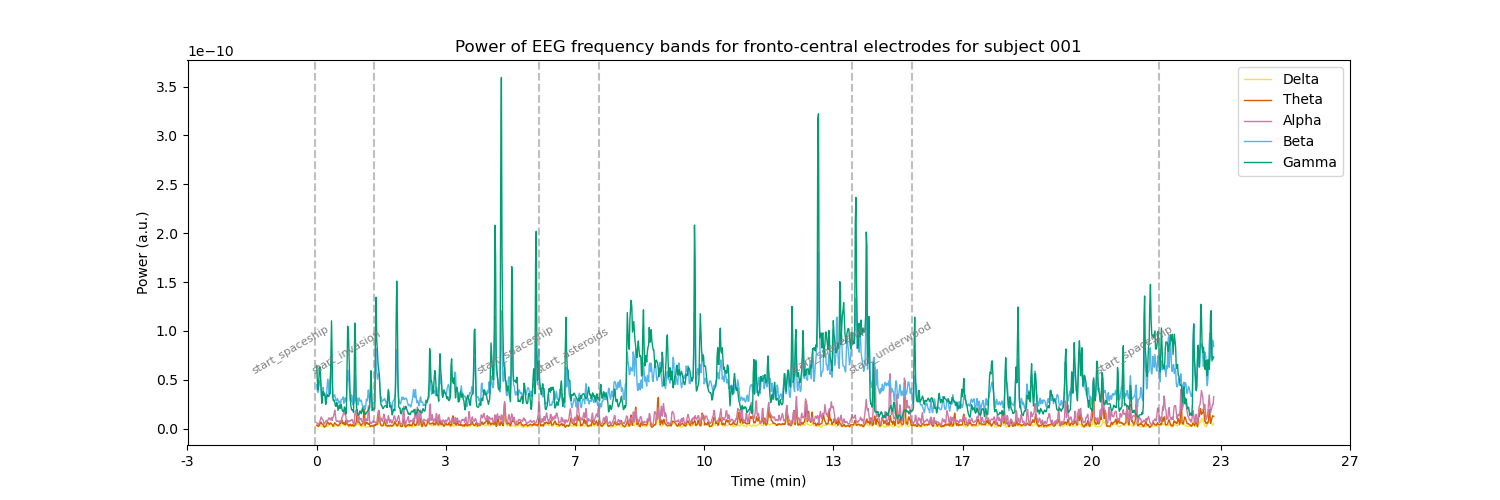 Power of EEG frequency bands for fronto-central electrodes for subject 001
1e−10
3.5
3.0
2.5
2.0
1.5
1.0
0.5
0.0
Power (a.u.)
Delta
Theta
Alpha
Beta
Gamma
start_spaceship
start_invasion
start_spaceship
start_asteroids
start_spaceship
start_underwood
start_spaceship
-3
0
3
7
10
13
17
20
23
27
Time (min)